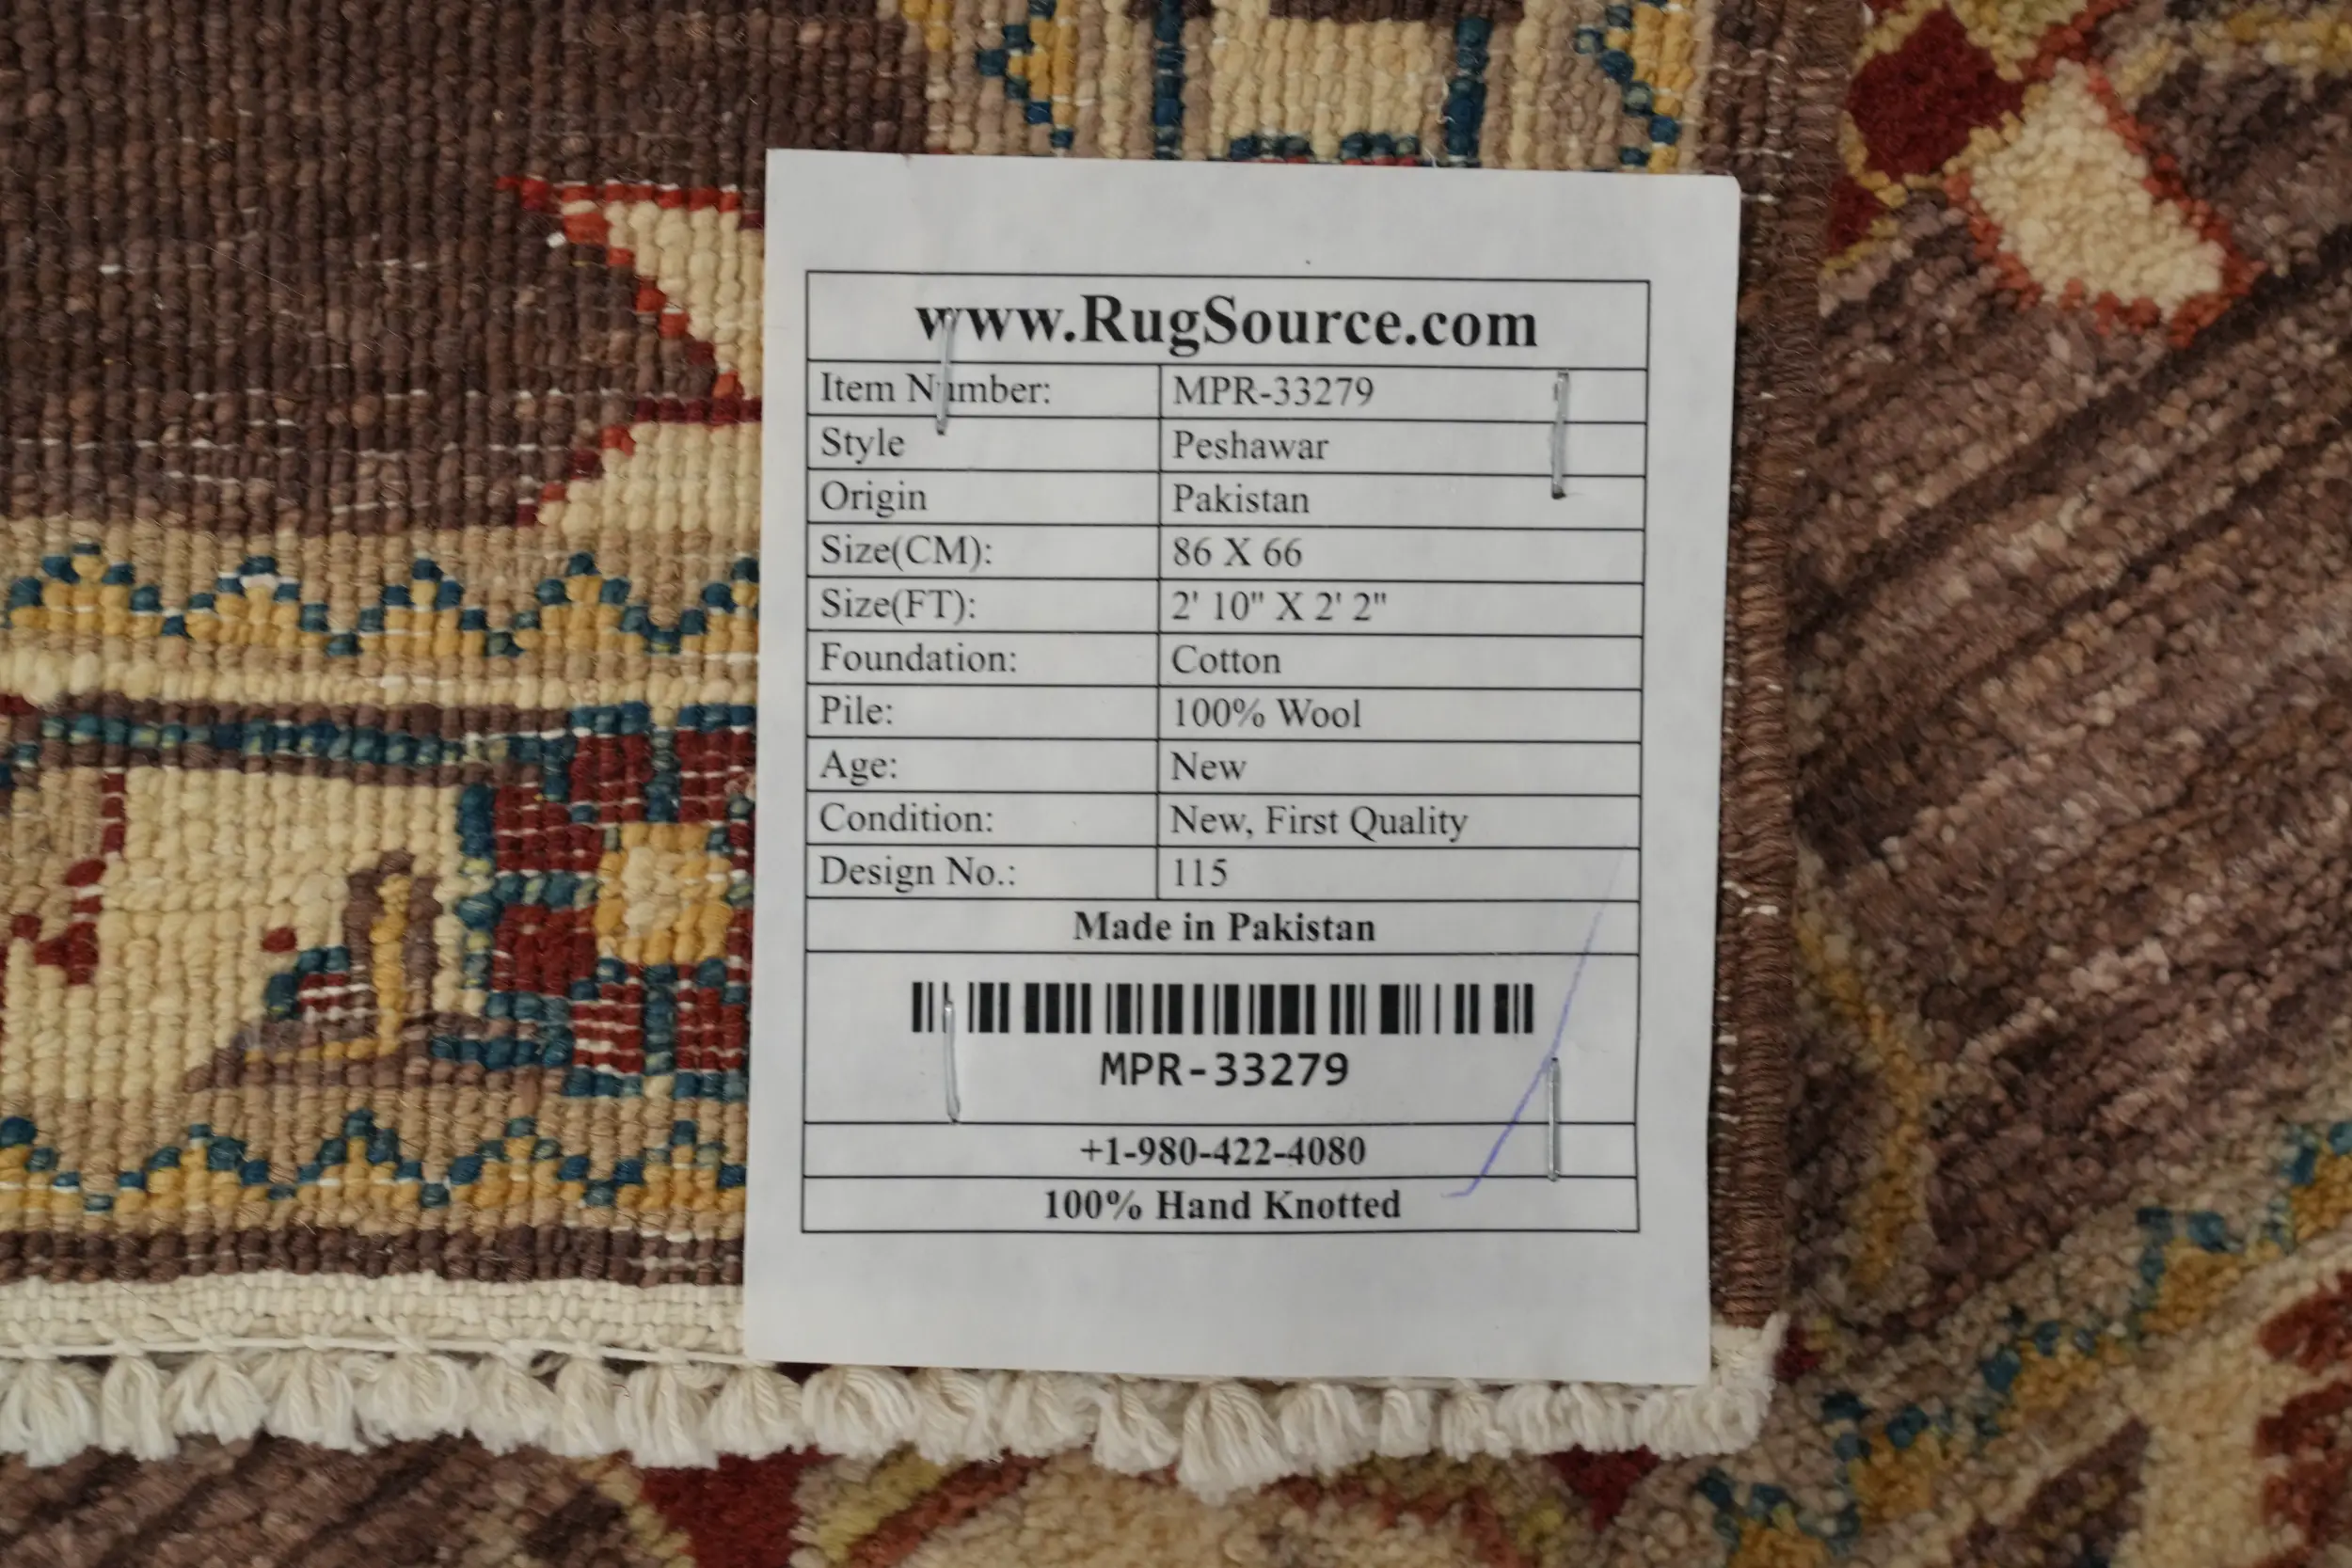 www.RugSource.com
Item Number: MPR-33279
Style Peshawar
Origin Pakistan
Size(CM): 86 X 66
Size(FT): 2' 10" X 2' 2"
Foundation: Cotton
Pile: 100% Wool
Age: New
Condition: New, First Quality
Design No.: 115
Made in Pakistan
MPR-33279
+1-980-422-4080
100% Hand Knotted